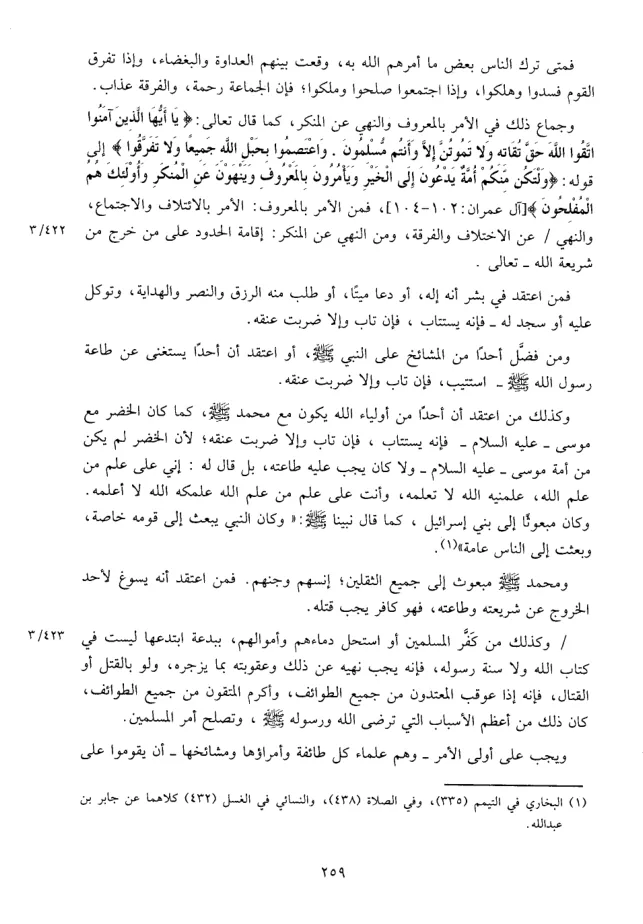 فمتى ترك الناس بعض ما أمرهم الله به، وقعت بينهم العداوة والبغضاء، وإذا تفرق
القوم فسدوا وهلكوا، وإذا اجتمعوا صلحوا وملكوا؛ فإن الجماعة رحمة، والفرقة عذاب.
وجماع ذلك في الأمر بالمعروف والنهي عن المنكر، كما قال تعالى: ﴿ يَا أَيُّهَا الَّذِينَ آمَنُوا
اتَّقُوا اللَّهَ حَقَّ تُقَاتِه وَلا تَمُوتُنَّ إِلاَّ وَأَنتُم مُّسْلِمُونَ . وَاعْتَصِمُوا بِحَبْلِ اللَّه جَمِيعًا وَلا تَفَرَّقُوا ﴾ إلى
قوله: ﴿وَلْتَكُن مِّنكُمْ أُمَّةٌ يَدْعُونَ إِلَى الْخَيْرِ وَيَأْمُرُونَ بِالْمَعْرُوفِ وَيَنْهَوْنَ عَنِ الْمُنكَرِ وَأُوْلَئِكَ هُمُ
الْمُفْلِحُونَ ﴾[آل عمران: ١٠٢-١٠٤]، فمن الأمر بالمعروف: الأمر بالائتلاف والاجتماع،
والنهي / عن الاختلاف والفرقة، ومن النهي عن المنكر: إقامة الحدود على من خرج من
٣/٤٢٢
شريعة الله ـ تعالى .
فمن اعتقد في بشر أنه إله، أو دعا ميتًا، أو طلب منه الرزق والنصر والهداية، وتوكل
عليه أو سجد له ـ فإنه يستتاب ، فإن تاب وإلا ضربت عنقه.
ومن فضَّل أحدًا من المشائخ على النبي ﷺ، أو اعتقد أن أحدًا يستغنى عن طاعة
رسول الله ﷺ ـ استتيب، فإن تاب وإلا ضربت عنقه.
وكذلك من اعتقد أن أحدًا من أولياء الله يكون مع محمد ﷺ، كما كان الخضر مع
موسى ـ عليه السلام ـ فإنه يستتاب ، فإن تاب وإلا ضربت عنقه؛ لأن الخضر لم يكن
من أمة موسى ـ عليه السلام ـ ولا كان يجب عليه طاعته، بل قال له : إني على علم من
علم الله، علمنيه الله لا تعلمه، وأنت على علم من علم الله علمكه الله لا أعلمه.
وكان مبعوثًا إلى بني إسرائيل ، كما قال نبينا ﷺ: « وكان النبي يبعث إلى قومه خاصة،
وبعثت إلى الناس عامة»(١).
ومحمد ﷺ مبعوث إلى جميع الثقلين؛ إنسهم وجنهم. فمن اعتقد أنه يسوغ لأحد
الخروج عن شريعته وطاعته، فهو كافر يجب قتله.
/ وكذلك من كَفَّر المسلمين أو استحل دماءهم وأموالهم، ببدعة ابتدعها ليست في
٣/٤٢٣
كتاب الله ولا سنة رسوله، فإنه يجب نهيه عن ذلك وعقوبته بما يزجره، ولو بالقتل أو
القتال، فإنه إذا عوقب المعتدون من جميع الطوائف، وأكرم المتقون من جميع الطوائف،
كان ذلك من أعظم الأسباب التي ترضى الله ورسوله ﷺ ، وتصلح أمر المسلمين.
ويجب على أولى الأمر ـ وهم علماء كل طائفة وأمراؤها ومشائخها ـ أن يقوموا على
(١) البخاري في التيمم (٣٣٥)، وفي الصلاة (٤٣٨)، والنسائي في الغسل (٤٣٢) كلاهما عن جابر بن
عبدالله.
٢٥٩